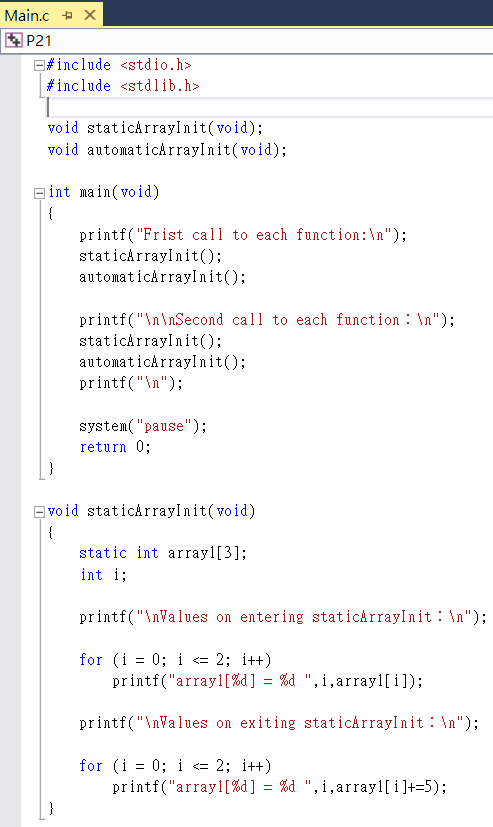 Main.c
P21
#include <stdio.h>
#include <stdlib.h>
void staticArrayInit(void);
void automaticArrayInit(void);
int main(void)
{
printf("Frist call to each function:\n");
staticArrayInit();
automaticArrayInit();
printf("\n\nSecond call to each function：\n");
staticArrayInit();
automaticArrayInit();
printf("\n");
system("pause");
return 0;
}
void staticArrayInit(void)
{
static int array1[3];
int i;
printf("\nValues on entering staticArrayInit：\n");
for (i = 0; i <= 2; i++)
printf("array1[%d] = %d ",i,array1[i]);
printf("\nValues on exiting staticArrayInit：\n");
for (i = 0; i <= 2; i++)
printf("array1[%d] = %d ",i,array1[i]+=5);
}